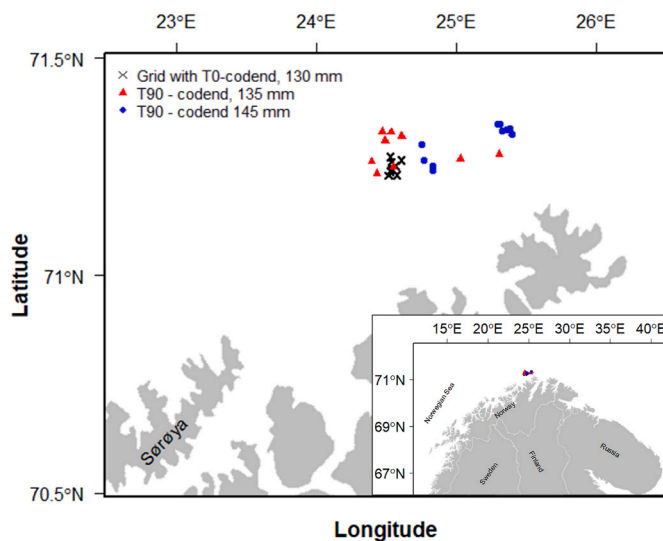 23°E 24°E 25°E 26°E
71.5°N
Grid with T0-codend, 130 mm
T90 - codend, 135 mm
T90 - codend 145 mm
Latitude
71°N
15°E 20°E 25°E 30°E 35°E 40°E
71°N
Norwegian Sea
Norway
Sørøya
69°N
Russia
Sweden
Finland
67°N
70.5°N
Longitude